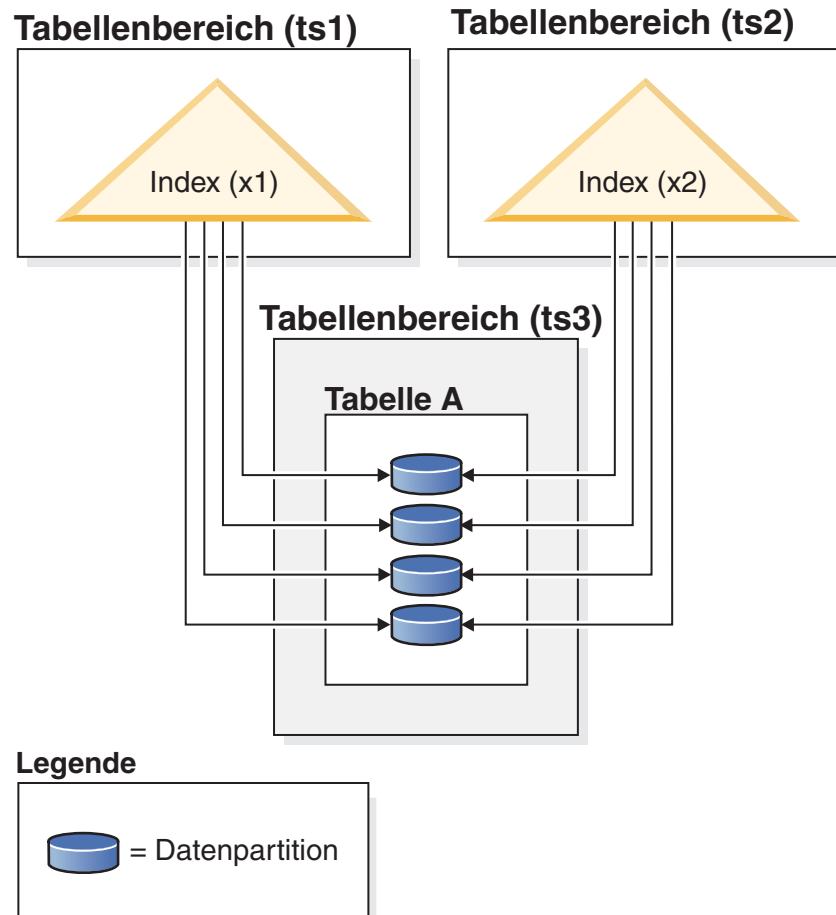 Tabellenbereich (ts1)
Tabellenbereich (ts2)
Index (x1)
Index (x2)
Tabellenbereich (ts3)
Tabelle A
Legende
= Datenpartition